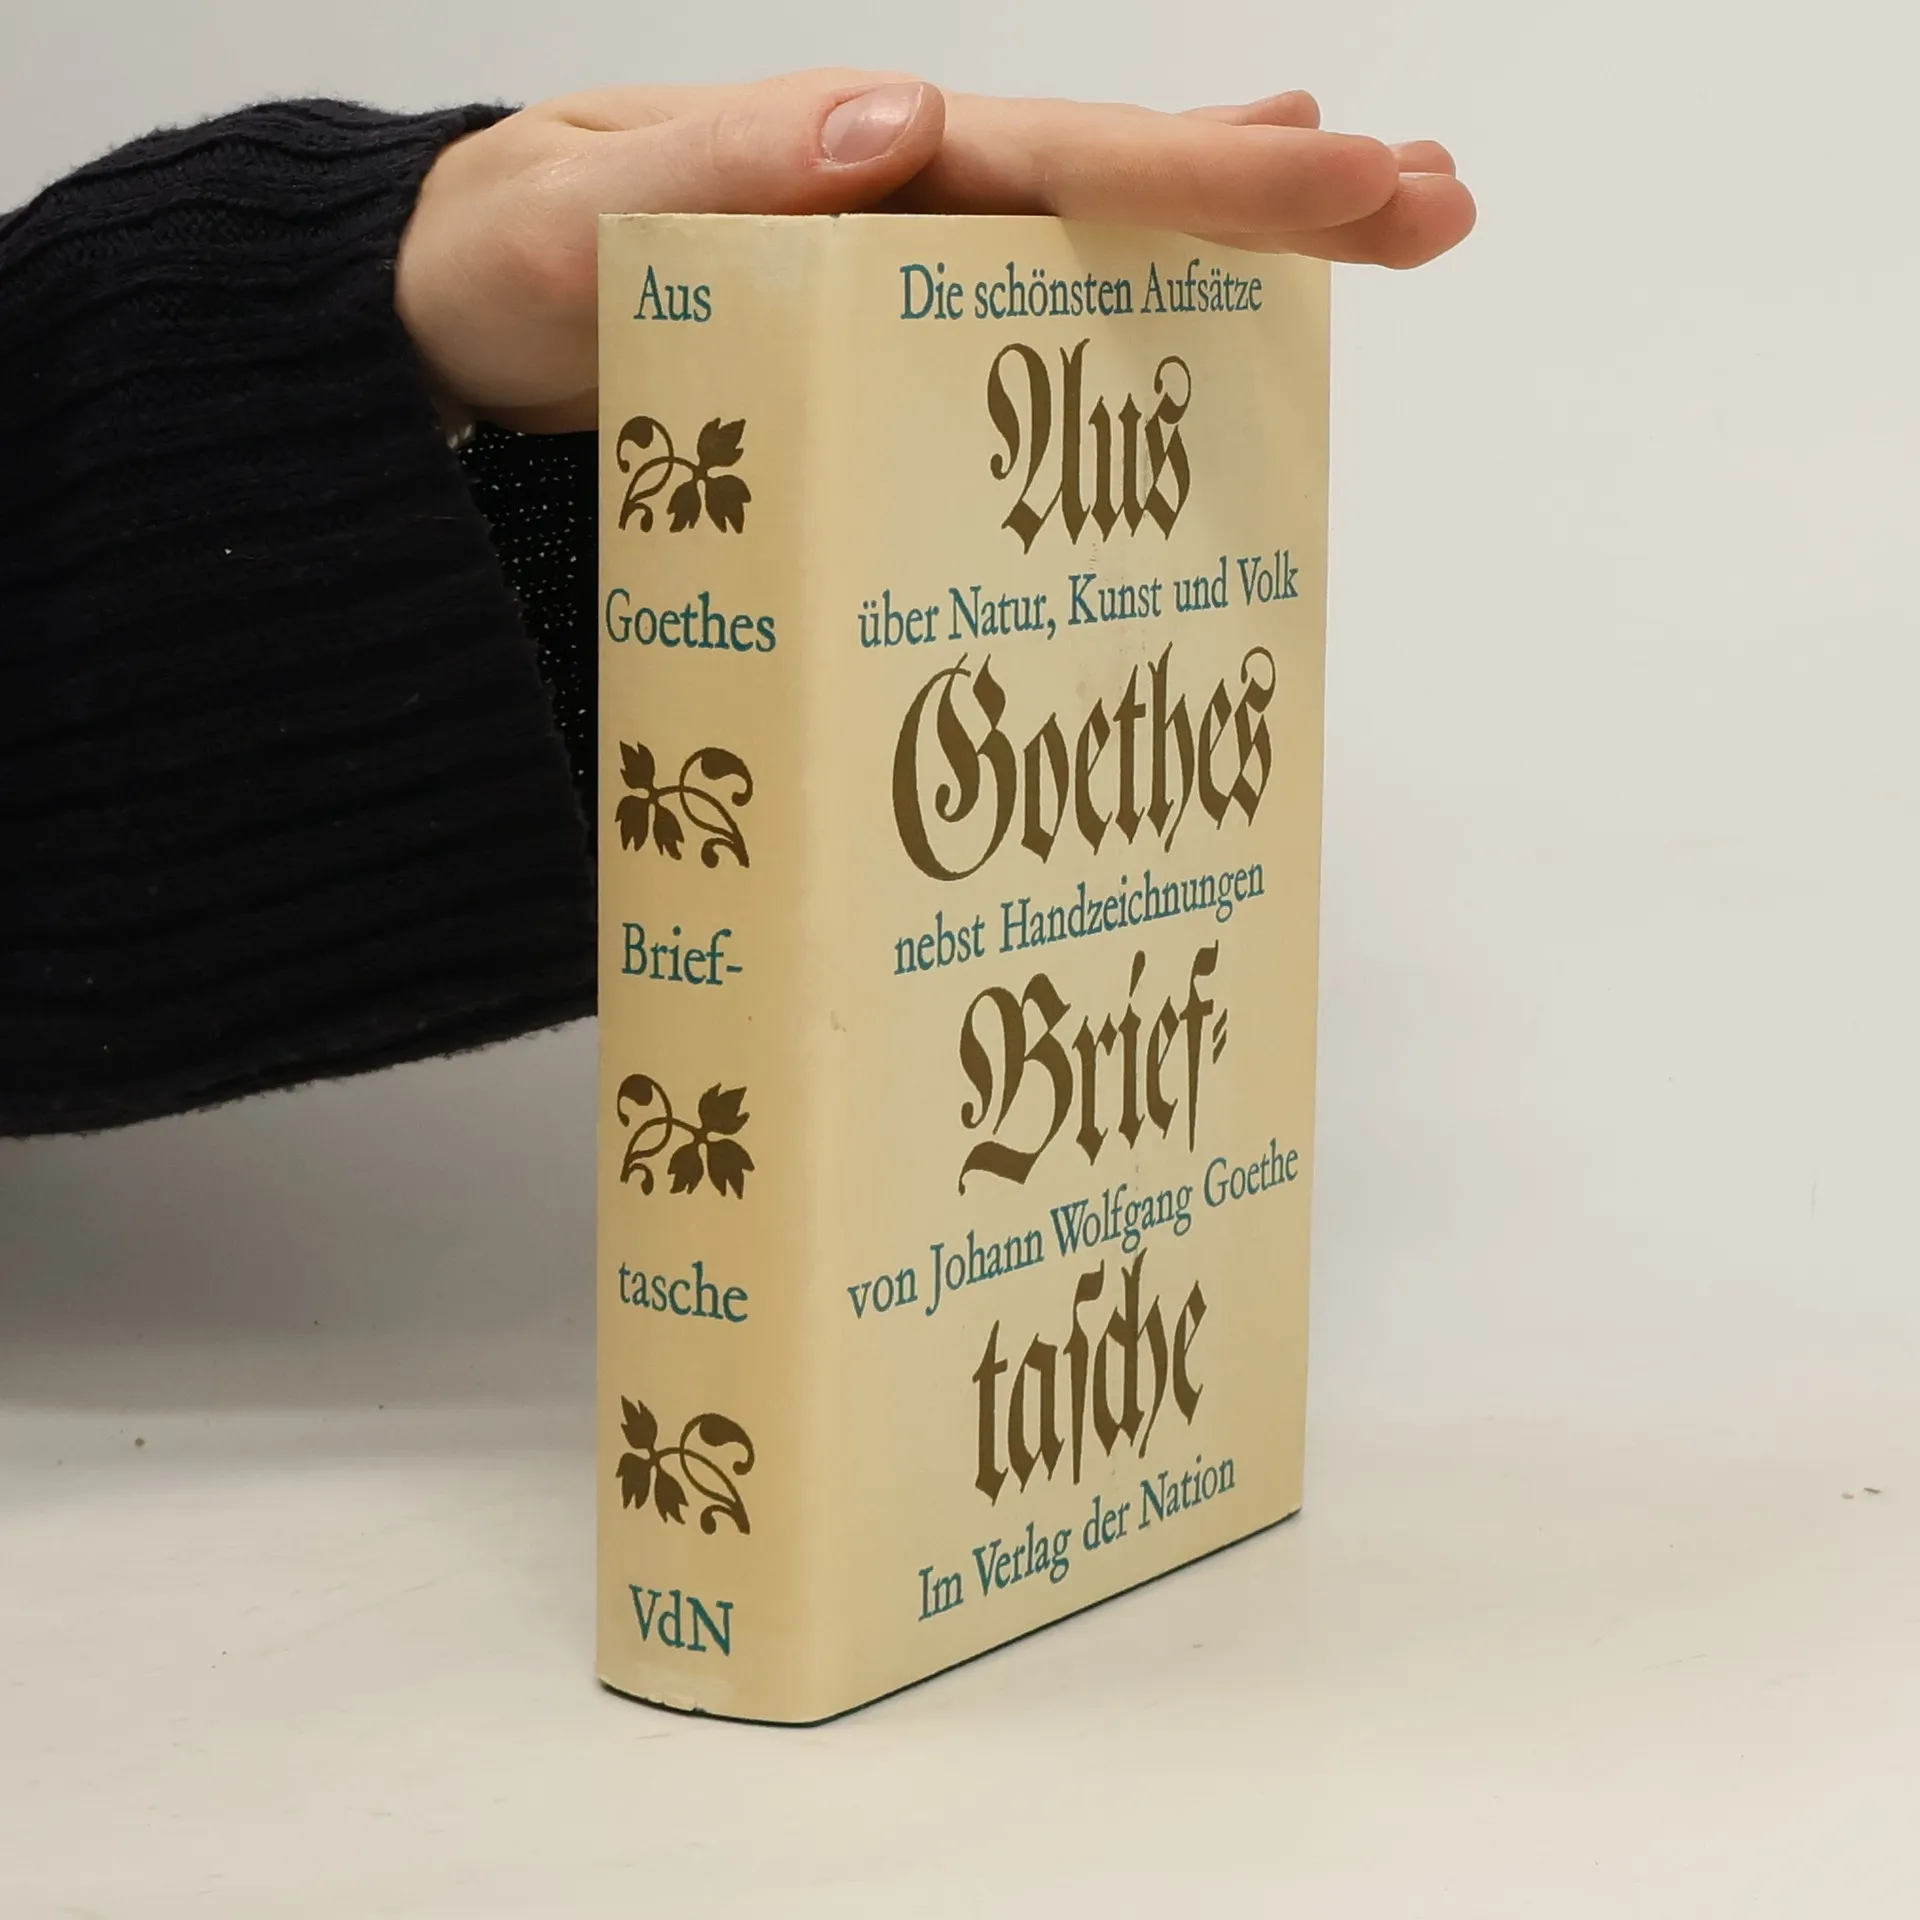 Aus
Goethes
Brief-
tasche
VdN
Die schönsten Aufsätze
Aus
über Natur, Kunst und Volk
Goethes
nebst Handzeichnungen
Brief-
von Johann Wolfgang Goethe
taſche
Im Verlag der Nation